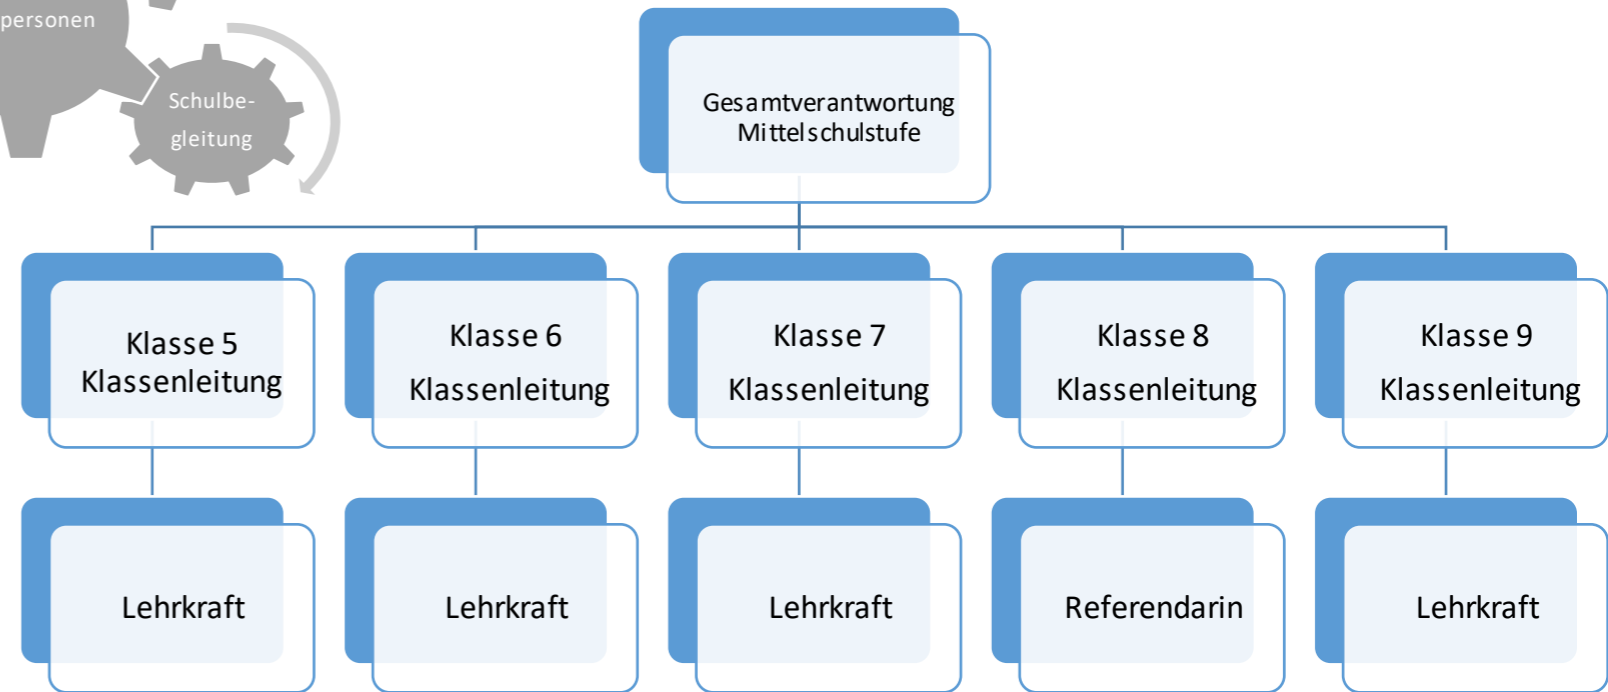 personen
Schulbe-
gleitung
Gesamtverantwortung
Mittelschulstufe
Klasse 5
Klassenleitung
Klasse 6
Klassenleitung
Klasse 7
Klassenleitung
Klasse 8
Klassenleitung
Klasse 9
Klassenleitung
Lehrkraft
Lehrkraft
Lehrkraft
Referendarin
Lehrkraft